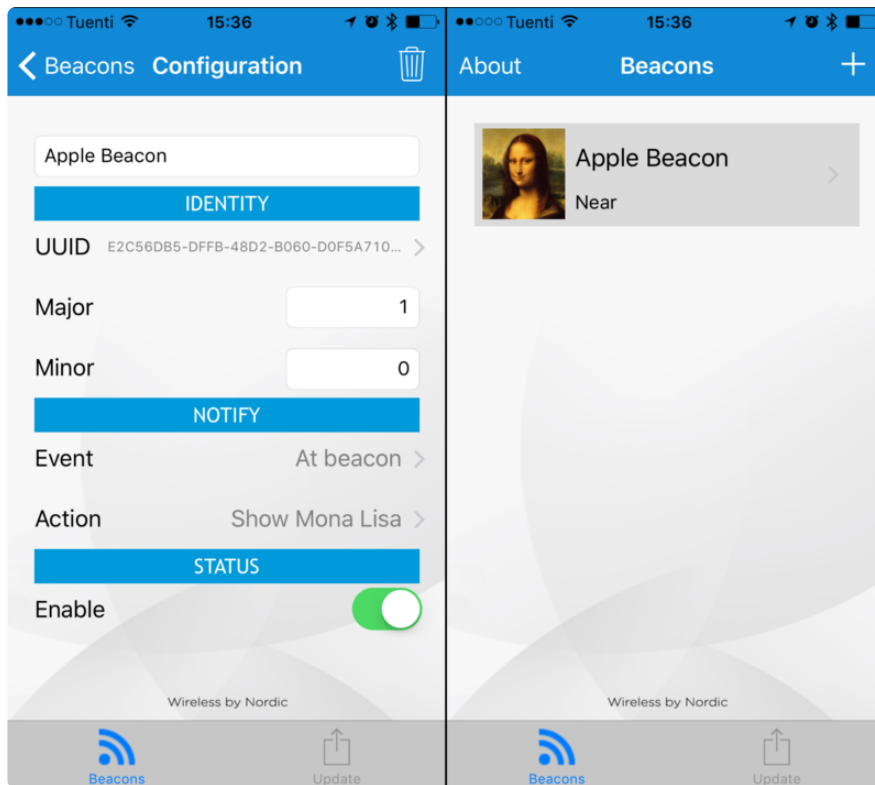 Tuenti 15:36
Beacons Configuration
Apple Beacon
IDENTITY
UUID E2C56DB5-DFFB-48D2-B060-D0F5A710...
Major 1
Minor 0
NOTIFY
Event At beacon
Action Show Mona Lisa
STATUS
Enable
Wireless by Nordic
Beacons Update
Tuenti 15:36
About Beacons +
Apple Beacon
Near
Wireless by Nordic
Beacons Update